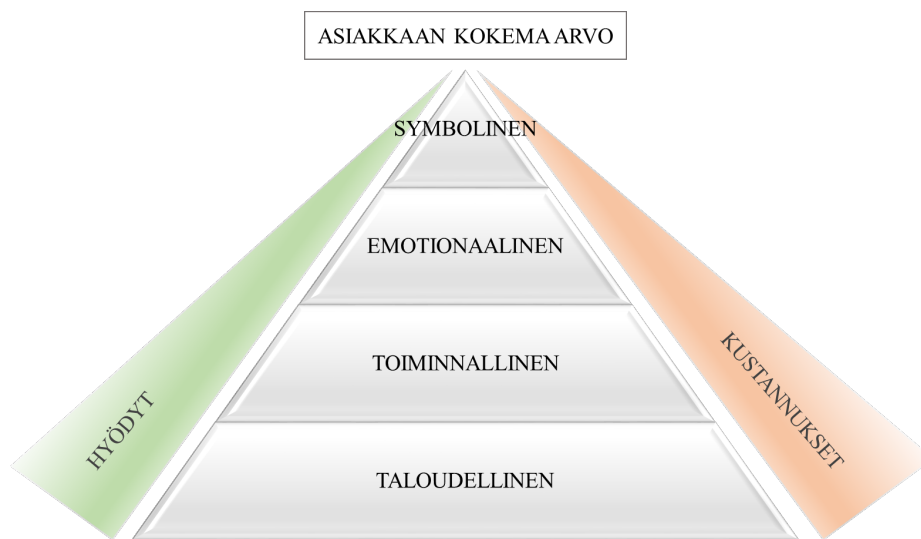 ASIAKKAAN KOKEMA ARVO
SYMBOLINEN
EMOTIONAALINEN
TOIMINNALLINEN
TALOUDELLINEN
HYÖDYT
KUSTANNUKSET